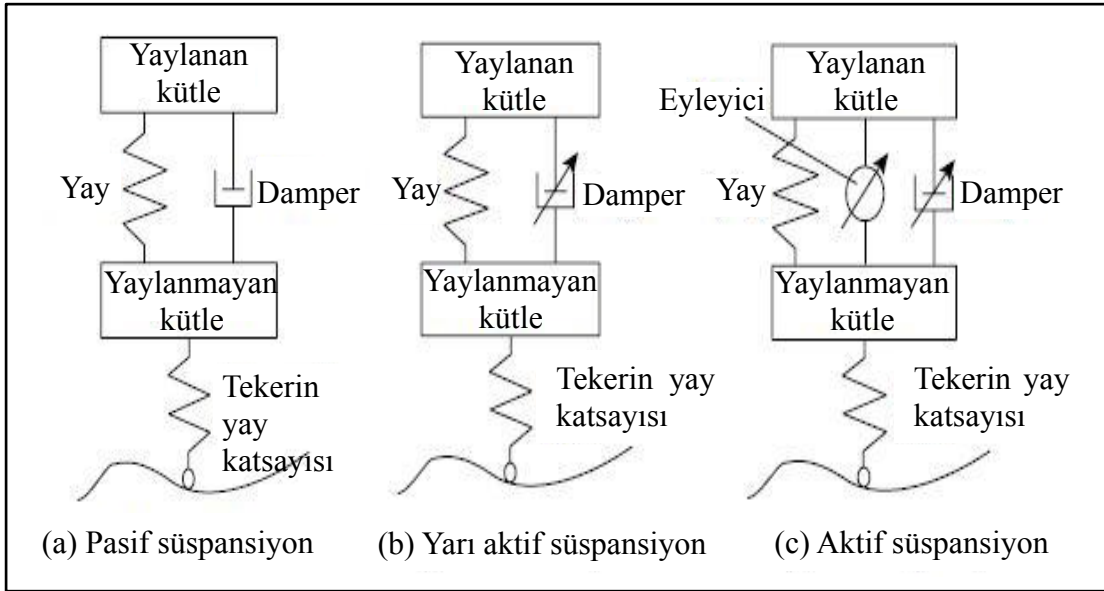 Yaylanan
kütle
Yay
Damper
Yaylanmayan
kütle
Tekerin
yay
katsayısı
(a) Pasif süspansiyon
Yaylanan
kütle
Yay
Damper
Yaylanmayan
kütle
Tekerin yay
katsayısı
(b) Yarı aktif süspansiyon
Yaylanan
kütle
Eyleyici
Yay
Damper
Yaylanmayan
kütle
Tekerin yay
katsayısı
(c) Aktif süspansiyon